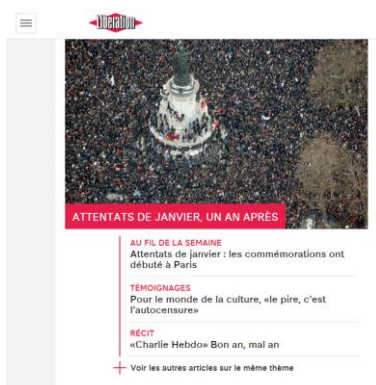 Libération
ATTENTATS DE JANVIER, UN AN APRÈS
AU FIL DE LA SEMAINE
Attentats de janvier : les commémorations ont
débuté à Paris
TÉMOIGNAGES
Pour le monde de la culture, «le pire, c’est
l’autocensure»
RÉCIT
«Charlie Hebdo» Bon an, mal an
Voir les autres articles sur le même thème